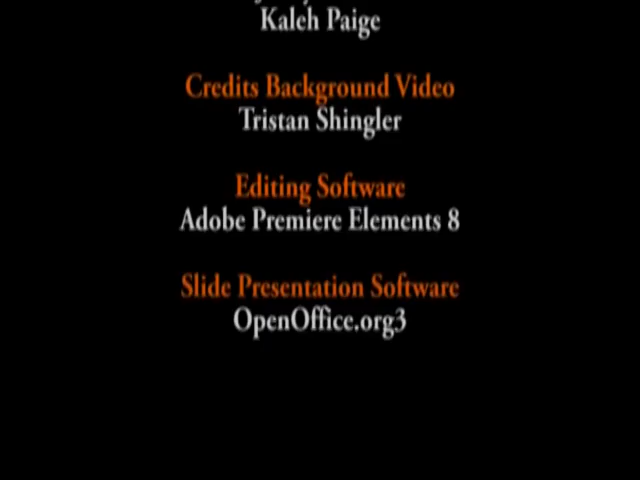 Kaleh Paige
Credits Background Video
Tristan Shingler
Editing Software
Adobe Premiere Elements 8
Slide Presentation Software
OpenOffice.org3